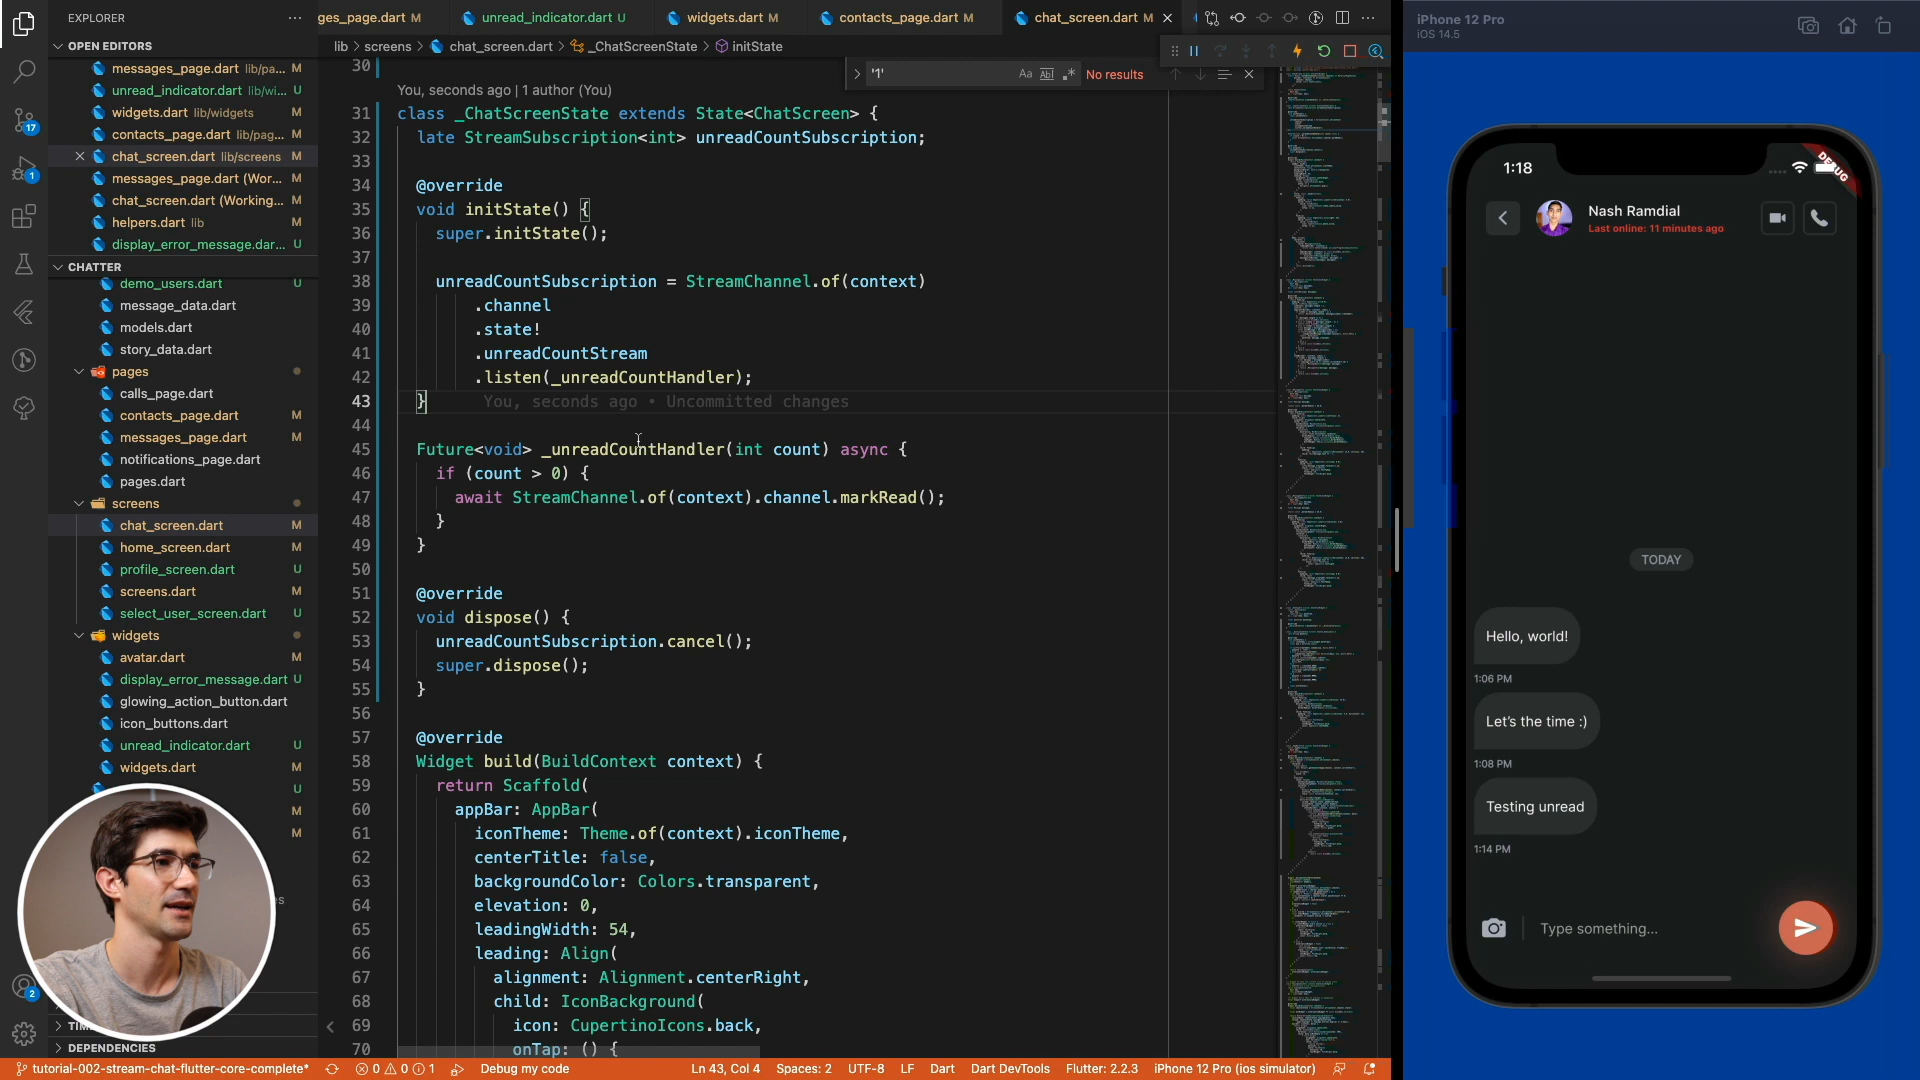 EXPLORER
OPEN EDITORS
messages_page.dart lib/pa... M
unread_indicator.dart lib/wi... U
widgets.dart lib/widgets M
contacts_page.dart lib/pag... M
chat_screen.dart lib/screens M
messages_page.dart (Wor... M
chat_screen.dart (Working... M
helpers.dart lib M
display_error_message.dar... U
CHATTER
demo_users.dart U
message_data.dart
models.dart
story_data.dart
pages
calls_page.dart
contacts_page.dart M
messages_page.dart M
notifications_page.dart
pages.dart
screens
chat_screen.dart M
home_screen.dart M
profile_screen.dart U
screens.dart M
select_user_screen.dart U
widgets
avatar.dart M
display_error_message.dart U
glowing_action_button.dart
icon_buttons.dart
unread_indicator.dart U
widgets.dart M
U
M
M
DEPENDENCIES
17
1
2
ges_page.dart M
unread_indicator.dart U
widgets.dart M
contacts_page.dart M
chat_screen.dart M
lib > screens > chat_screen.dart > _ChatScreenState > initState
'1'
Aa
No results
30
You, seconds ago | 1 author (You)
31 class _ChatScreenState extends State<ChatScreen> {
32 late StreamSubscription<int> unreadCountSubscription;
33
34 @override
35 void initState() {
36 super.initState();
37
38 unreadCountSubscription = StreamChannel.of(context)
39 .channel
40 .state!
41 .unreadCountStream
42 .listen(_unreadCountHandler);
43 } You, seconds ago • Uncommitted changes
44
45 Future<void> _unreadCountHandler(int count) async {
46 if (count > 0) {
47 await StreamChannel.of(context).channel.markRead();
48 }
49 }
50
51 @override
52 void dispose() {
53 unreadCountSubscription.cancel();
54 super.dispose();
55 }
56
57 @override
58 Widget build(BuildContext context) {
59 return Scaffold(
60 appBar: AppBar(
61 iconTheme: Theme.of(context).iconTheme,
62 centerTitle: false,
63 backgroundColor: Colors.transparent,
64 elevation: 0,
65 leadingWidth: 54,
66 leading: Align(
67 alignment: Alignment.centerRight,
68 child: IconBackground(
69 icon: CupertinoIcons.back,
70 onTap: () {
tutorial-002-stream-chat-flutter-core-complete* 0 0 1 Debug my code Ln 43, Col 4 Spaces: 2 UTF-8 LF Dart Dart DevTools Flutter: 2.2.3 iPhone 12 Pro (ios simulator)
iPhone 12 Pro
iOS 14.5
1:18
DEBUG
Nash Ramdial
Last online: 11 minutes ago
TODAY
Hello, world!
1:06 PM
Let's the time :)
1:08 PM
Testing unread
1:14 PM
Type something...